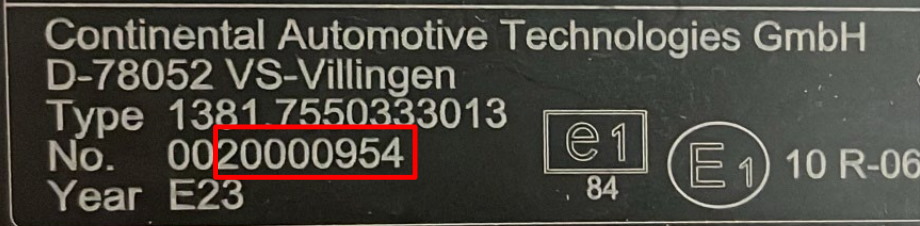 Continental Automotive Technologies GmbH
D-78052 VS-Villingen
Type 1381.7550333013
No. 0020000954
Year E23
e1
84
E1
10 R-06